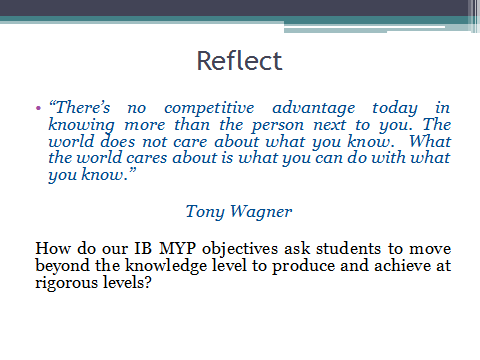 Reflect
• “There’s no competitive advantage today in
knowing more than the person next to you. The
world does not care about what you know. What
the world cares about is what you can do with what
you know.”
Tony Wagner
How do our IB MYP objectives ask students to move
beyond the knowledge level to produce and achieve at
rigorous levels?